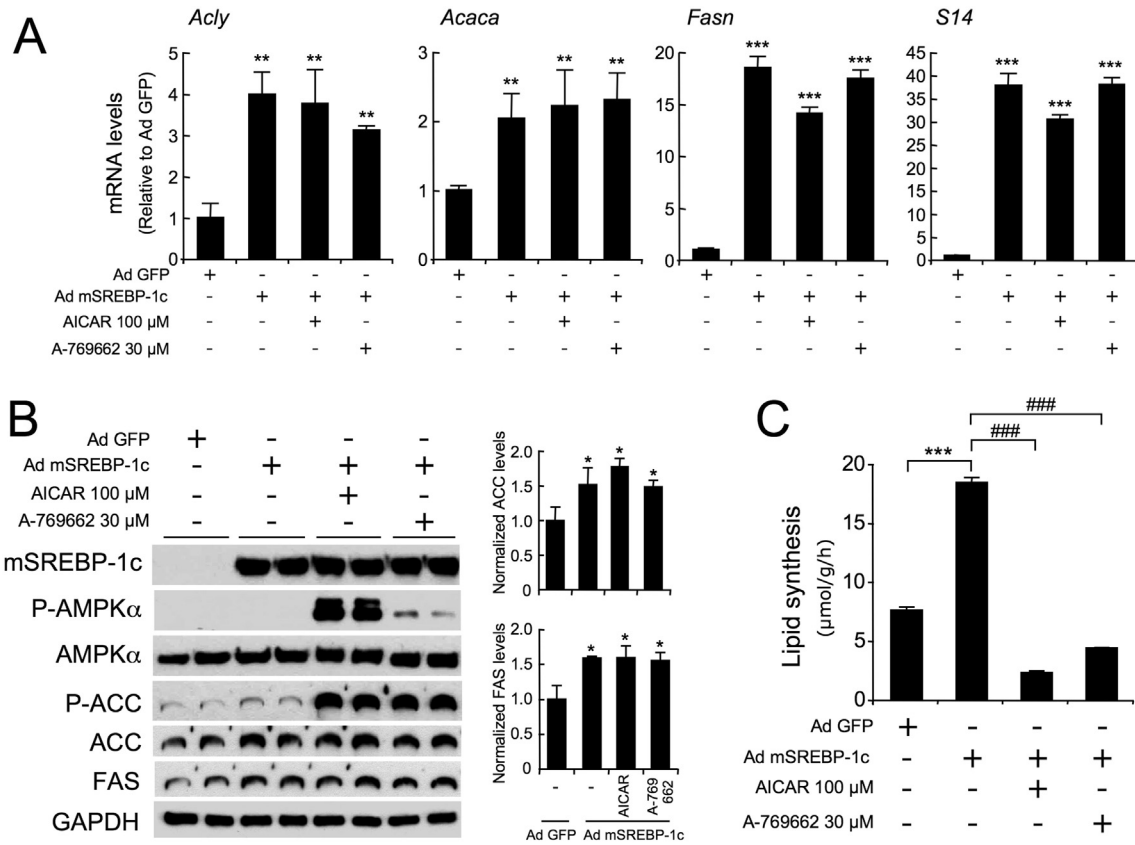 A
Acly
Acaca
Fasn
S14
mRNA levels
(Relative to Ad GFP)
5
4
3
2
1
0
** ** **
3
2
1
0
** ** **
20
15
10
5
0
*** *** ***
45
40
35
30
25
20
15
10
5
0
*** *** ***
Ad GFP + - - - + - - - + - - - + - - -
Ad mSREBP-1c - + + + - + + + - + + + - + + +
AICAR 100 µM - - + - - - + - - - + - - - + -
A-769662 30 µM - - - + - - - + - - - + - - - +
B
Ad GFP + - - -
Ad mSREBP-1c - + + +
AICAR 100 µM - - + -
A-769662 30 µM - - - +
mSREBP-1c
P-AMPKα
AMPKα
P-ACC
ACC
FAS
GAPDH
Normalized ACC levels
2.0
1.5
1.0
0.5
0
* * *
Normalized FAS levels
2.0
1.5
1.0
0.5
0
* * *
- - AICAR A-769 662
Ad GFP Ad mSREBP-1c
C
###
###
***
Lipid synthesis
(µmol/g/h)
20
15
10
5
0
Ad GFP + - - -
Ad mSREBP-1c - + + +
AICAR 100 µM - - + -
A-769662 30 µM - - - +